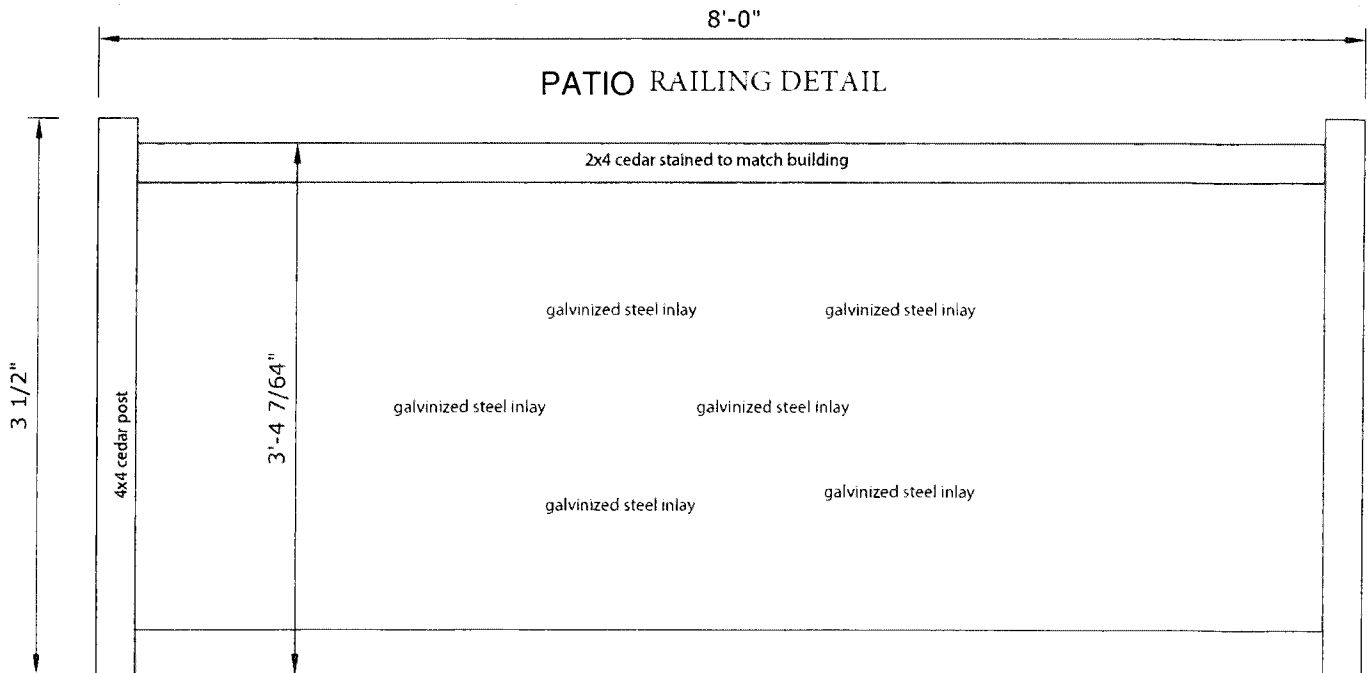 8'-0"
PATIO RAILING DETAIL
2x4 cedar stained to match building
galvinized steel inlay galvinized steel inlay
3 1/2"
4x4 cedar post
3'-4 7/64"
galvinized steel inlay galvinized steel inlay
galvinized steel inlay galvinized steel inlay